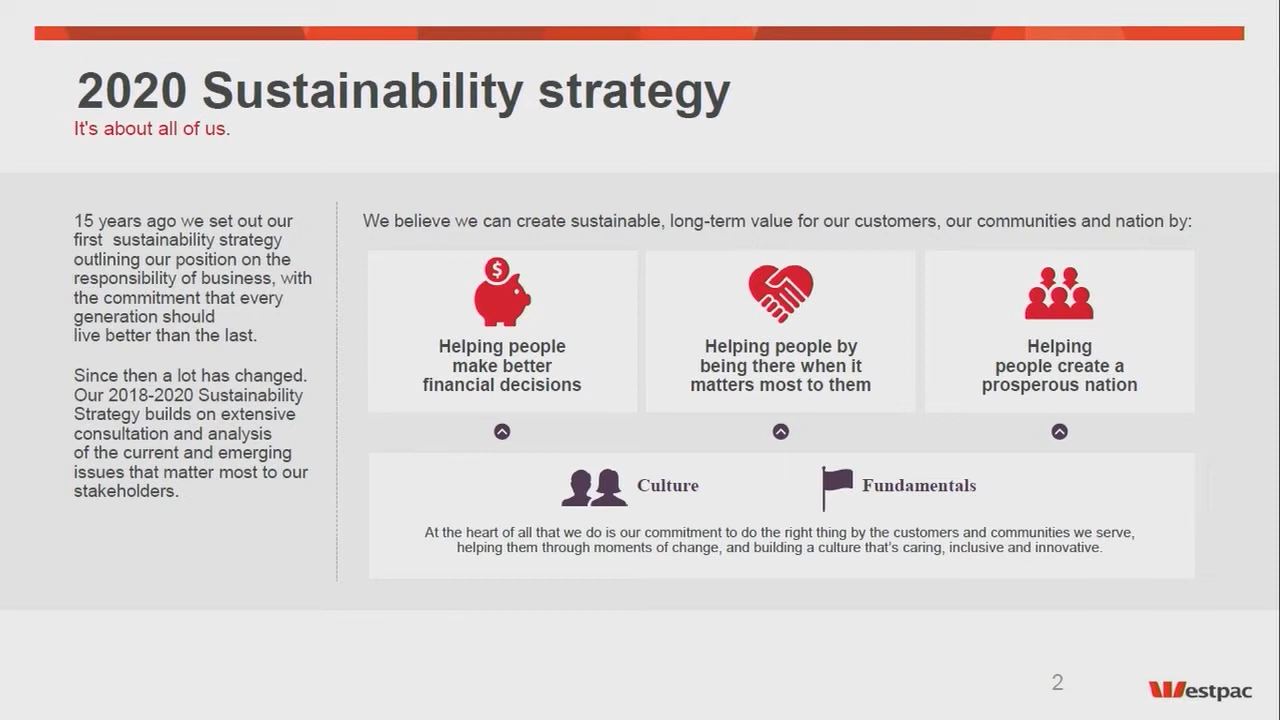 2020 Sustainability strategy
It's about all of us.
15 years ago we set out our
first sustainability strategy
outlining our position on the
responsibility of business, with
the commitment that every
generation should
live better than the last.
Since then a lot has changed.
Our 2018-2020 Sustainability
Strategy builds on extensive
consultation and analysis
of the current and emerging
issues that matter most to our
stakeholders.
We believe we can create sustainable, long-term value for our customers, our communities and nation by:
$
Helping people
make better
financial decisions
Helping people by
being there when it
matters most to them
Helping
people create a
prosperous nation
Culture
Fundamentals
At the heart of all that we do is our commitment to do the right thing by the customers and communities we serve,
helping them through moments of change, and building a culture that's caring, inclusive and innovative.
2
Westpac